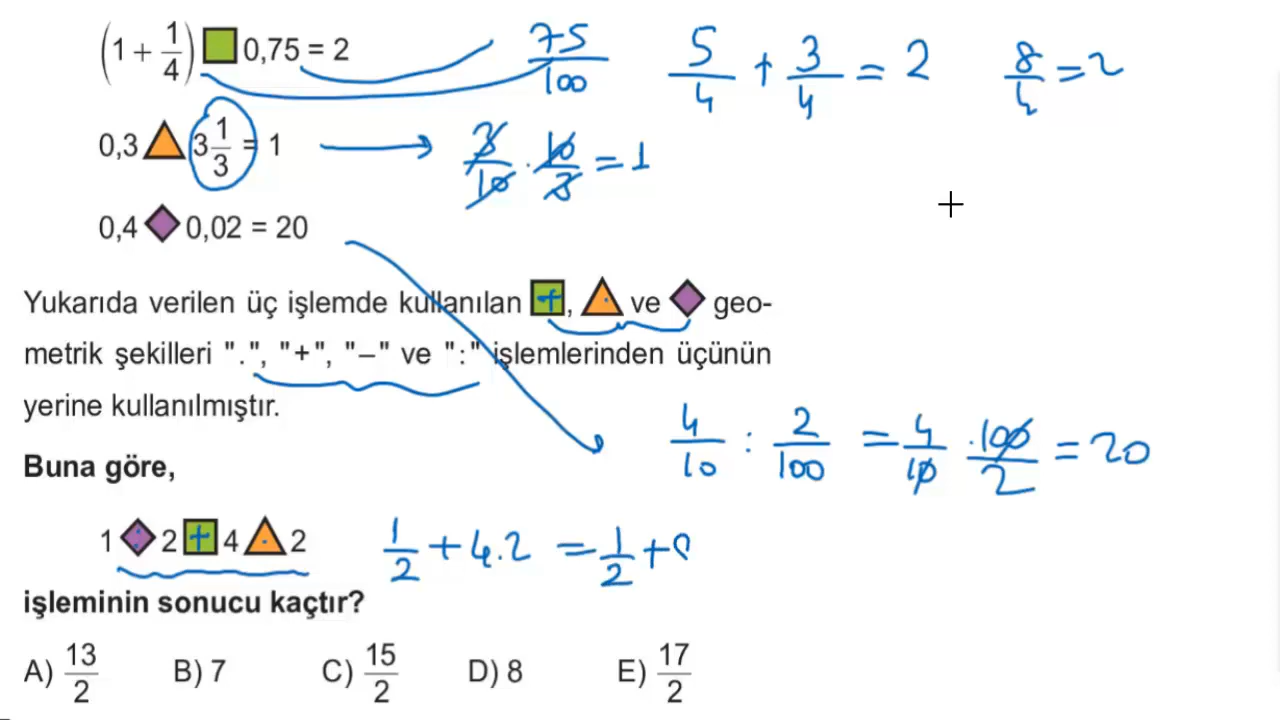 (1 + 1/4) 🟩 0,75 = 2
75/100
5/4 + 3/4 = 2
8/4 = 2
0,3 🔺 3 1/3 = 1
3/10 . 10/3 = 1
0,4 🔷 0,02 = 20
Yukarıda verilen üç işlemde kullanılan +, . ve geo-
metrik şekilleri ".", "+", "–" ve ":" işlemlerinden üçünün
yerine kullanılmıştır.
4/10 : 2/100 = 4/10 . 100/2 = 20
Buna göre,
1 : 2 + 4 . 2
1/2 + 4.2 = 1/2 +
işleminin sonucu kaçtır?
A) 13/2 B) 7 C) 15/2 D) 8 E) 17/2